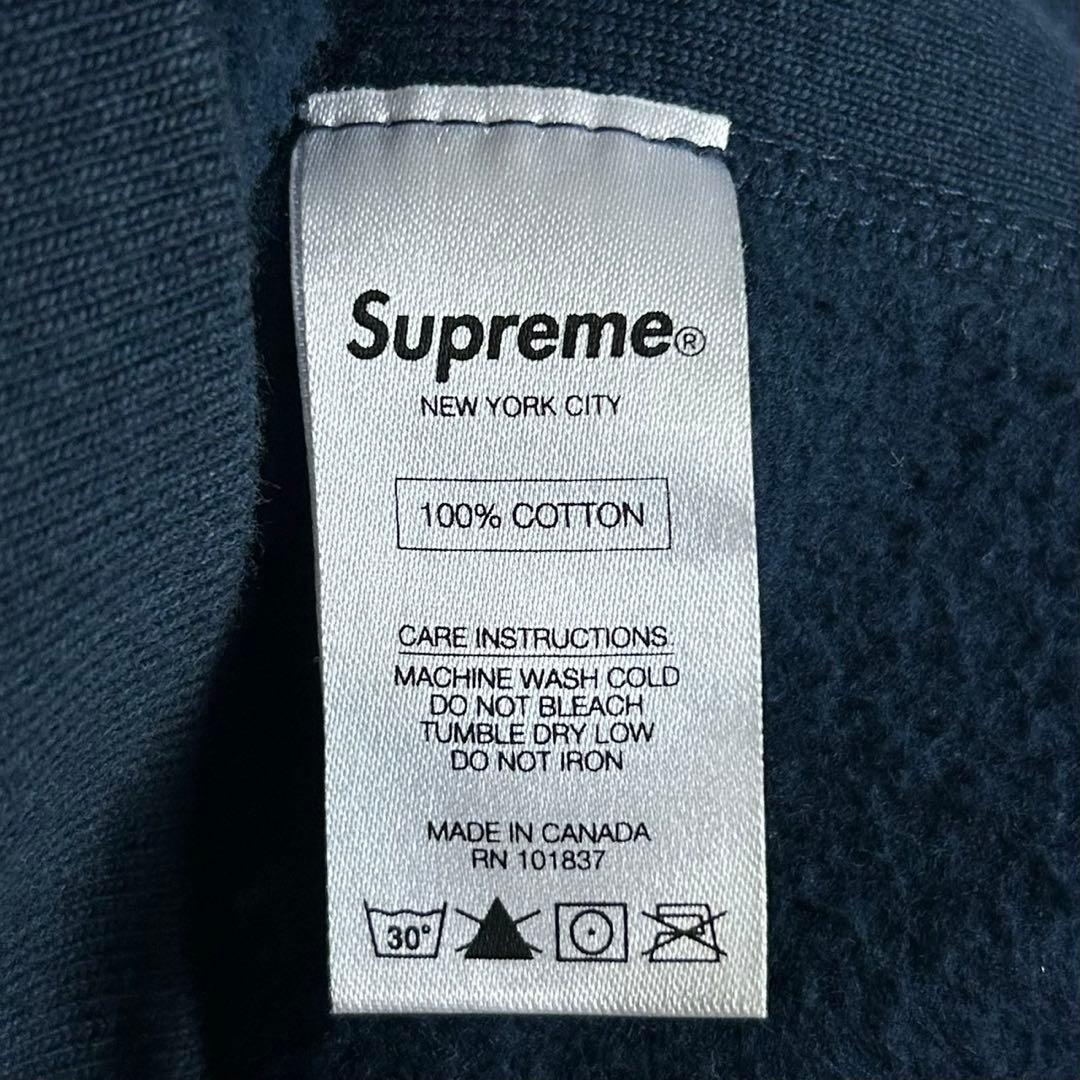 Supreme®
NEW YORK CITY
100% COTTON
CARE INSTRUCTIONS
MACHINE WASH COLD
DO NOT BLEACH
TUMBLE DRY LOW
DO NOT IRON
MADE IN CANADA
RN 101837
30°